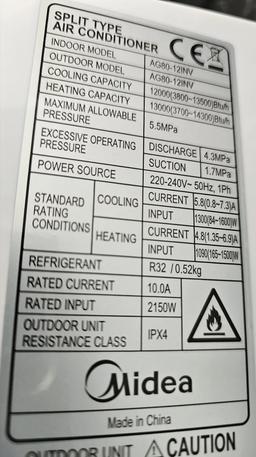 SPLIT TYPE
AIR CONDITIONER CE
INDOOR MODEL AG80-12INV
OUTDOOR MODEL AG80-12INV
COOLING CAPACITY 12000(3800~13500)Btu/h
HEATING CAPACITY 13000(3700~14300)Btu/h
MAXIMUM ALLOWABLE
PRESSURE 5.5MPa
EXCESSIVE OPERATING
PRESSURE DISCHARGE 4.3MPa
SUCTION 1.7MPa
POWER SOURCE 220-240V~ 50Hz, 1Ph
STANDARD
RATING
CONDITIONS
COOLING CURRENT 5.8(0.8~7.3)A
INPUT 1300(84~1600)W
HEATING CURRENT 4.8(1.35~6.9)A
INPUT 1090(165~1500)W
REFRIGERANT R32 / 0.52kg
RATED CURRENT 10.0A
RATED INPUT 2150W
OUTDOOR UNIT
RESISTANCE CLASS IPX4
Midea
Made in China
OUTDOOR UNIT CAUTION